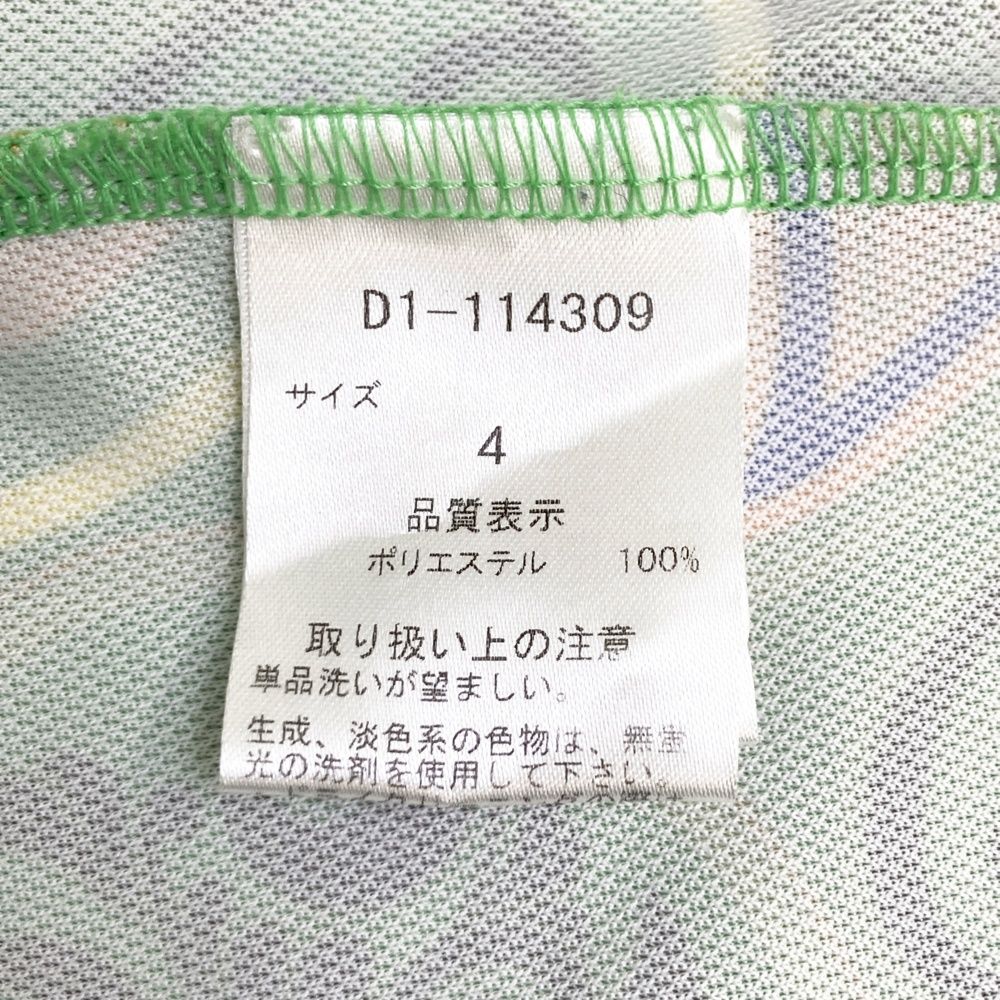 D1-114309
サイズ
4
品質表示
ポリエステル 100%
取り扱い上の注意
単品洗いが望ましい。
生成、淡色系の色物は、無蛍
光の洗剤を使用して下さい。